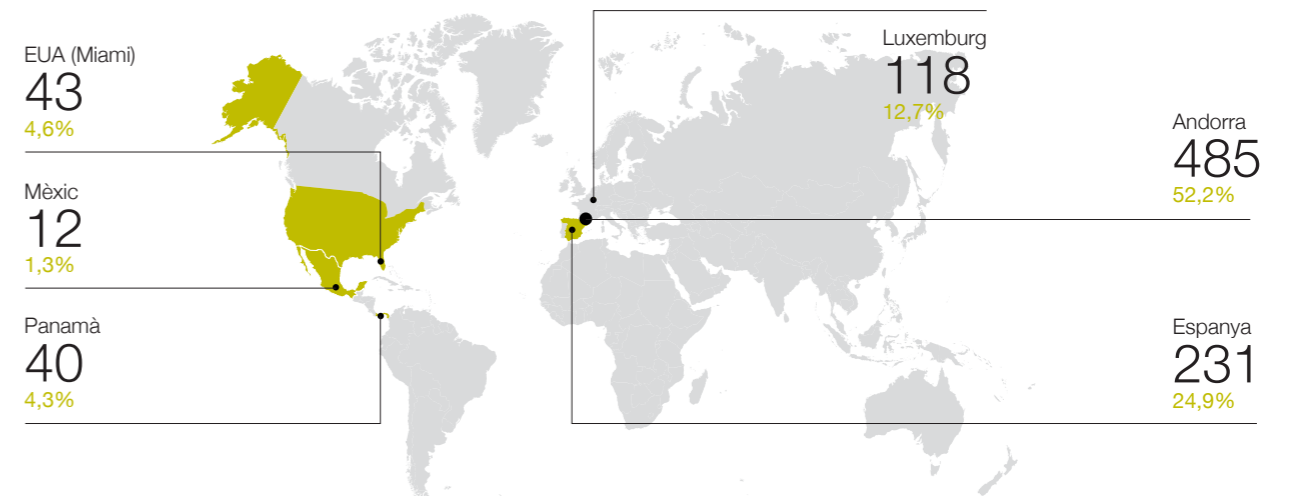 EUA (Miami)
43
4,6%
Mèxic
12
1,3%
Panamà
40
4,3%
Luxemburg
118
12,7%
Andorra
485
52,2%
Espanya
231
24,9%